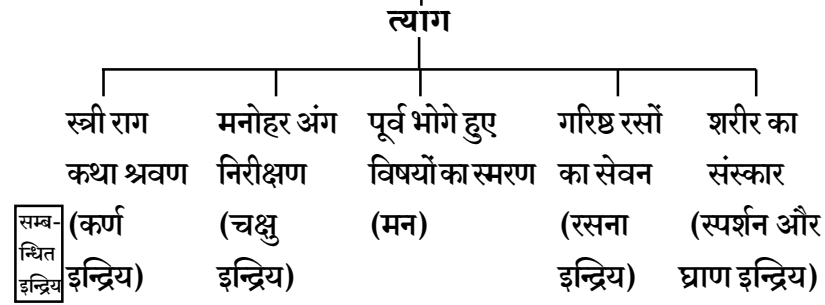 त्याग
स्त्री राग
कथा श्रवण
(कर्ण
इन्द्रिय)
मनोहर अंग
निरीक्षण
(चक्षु
इन्द्रिय)
पूर्व भोगे हुए
विषयों का स्मरण
(मन)
गरिष्ठ रसों
का सेवन
(रसना
इन्द्रिय)
शरीर का
संस्कार
(स्पर्शन और
घ्राण इन्द्रिय)
सम्ब-
न्धित
इन्द्रिय